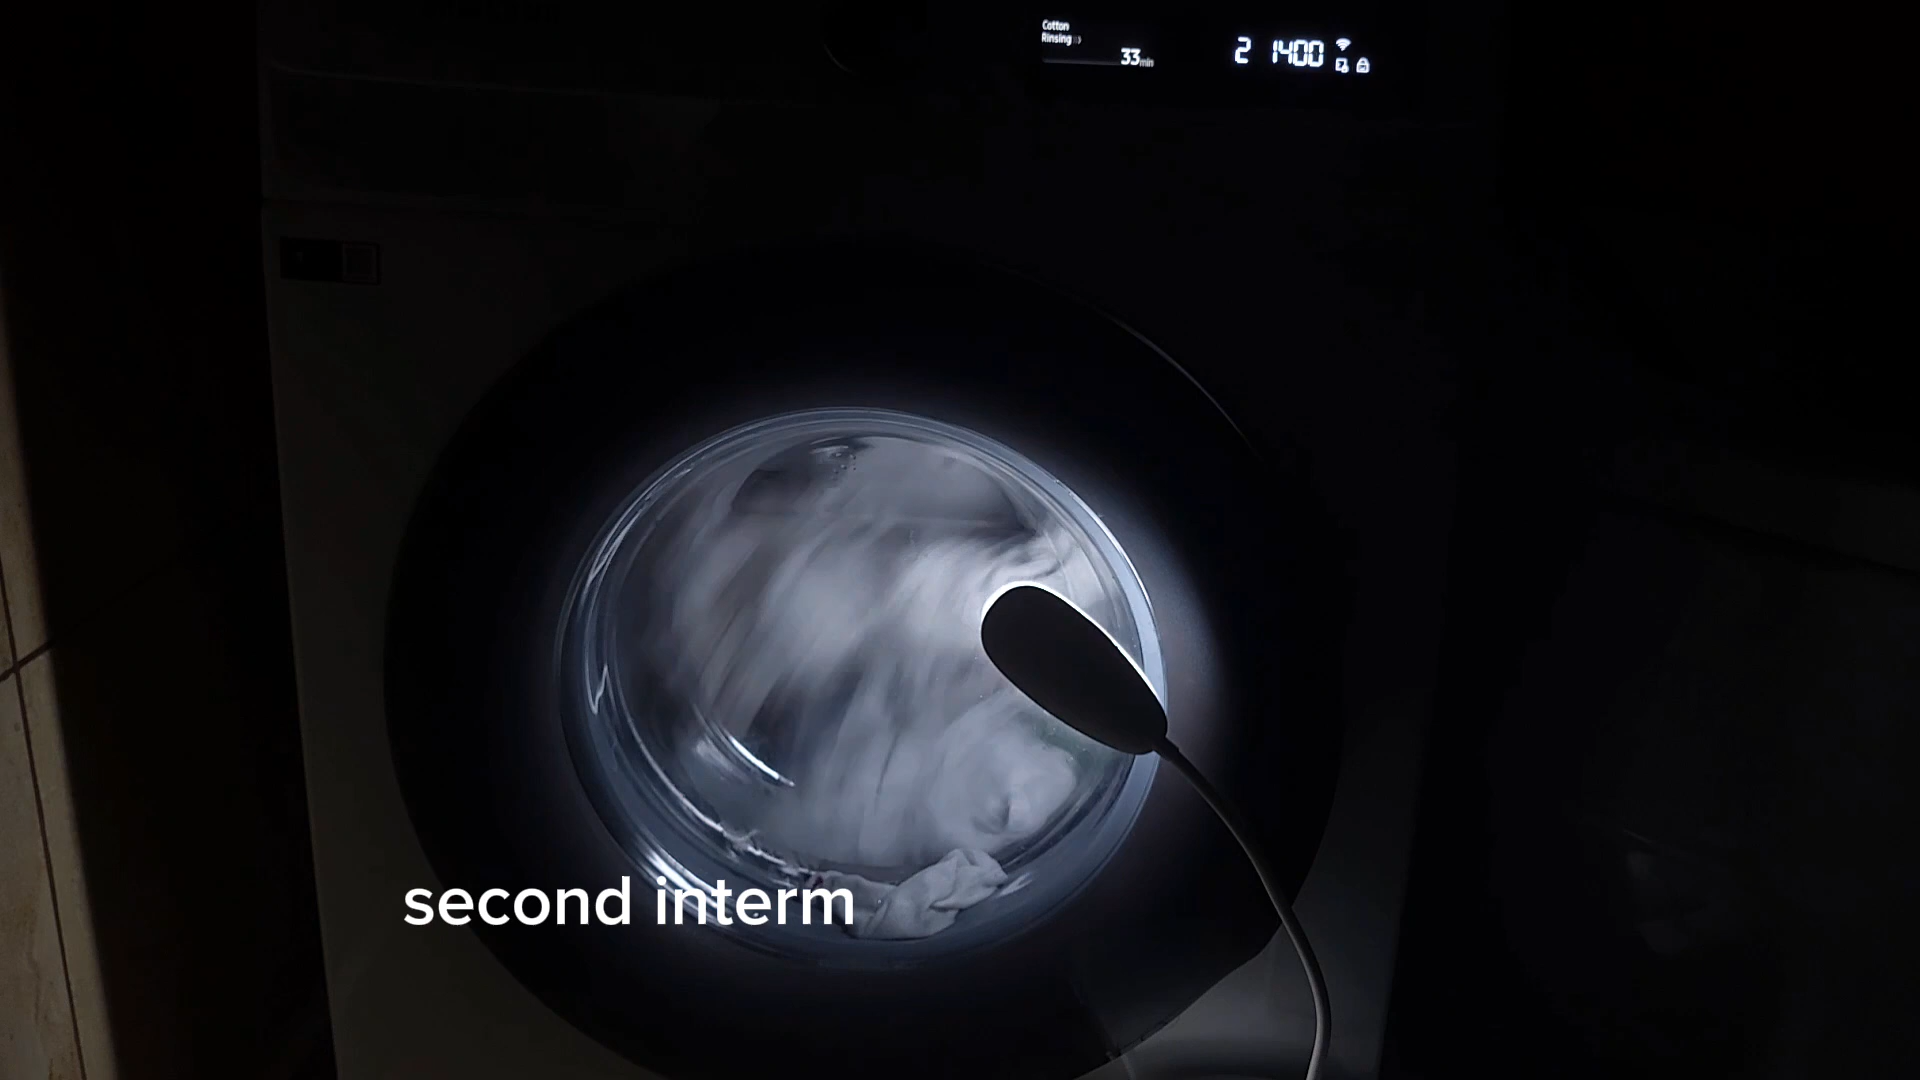 Cotton
Rinsing
33min
2 1400
second interm